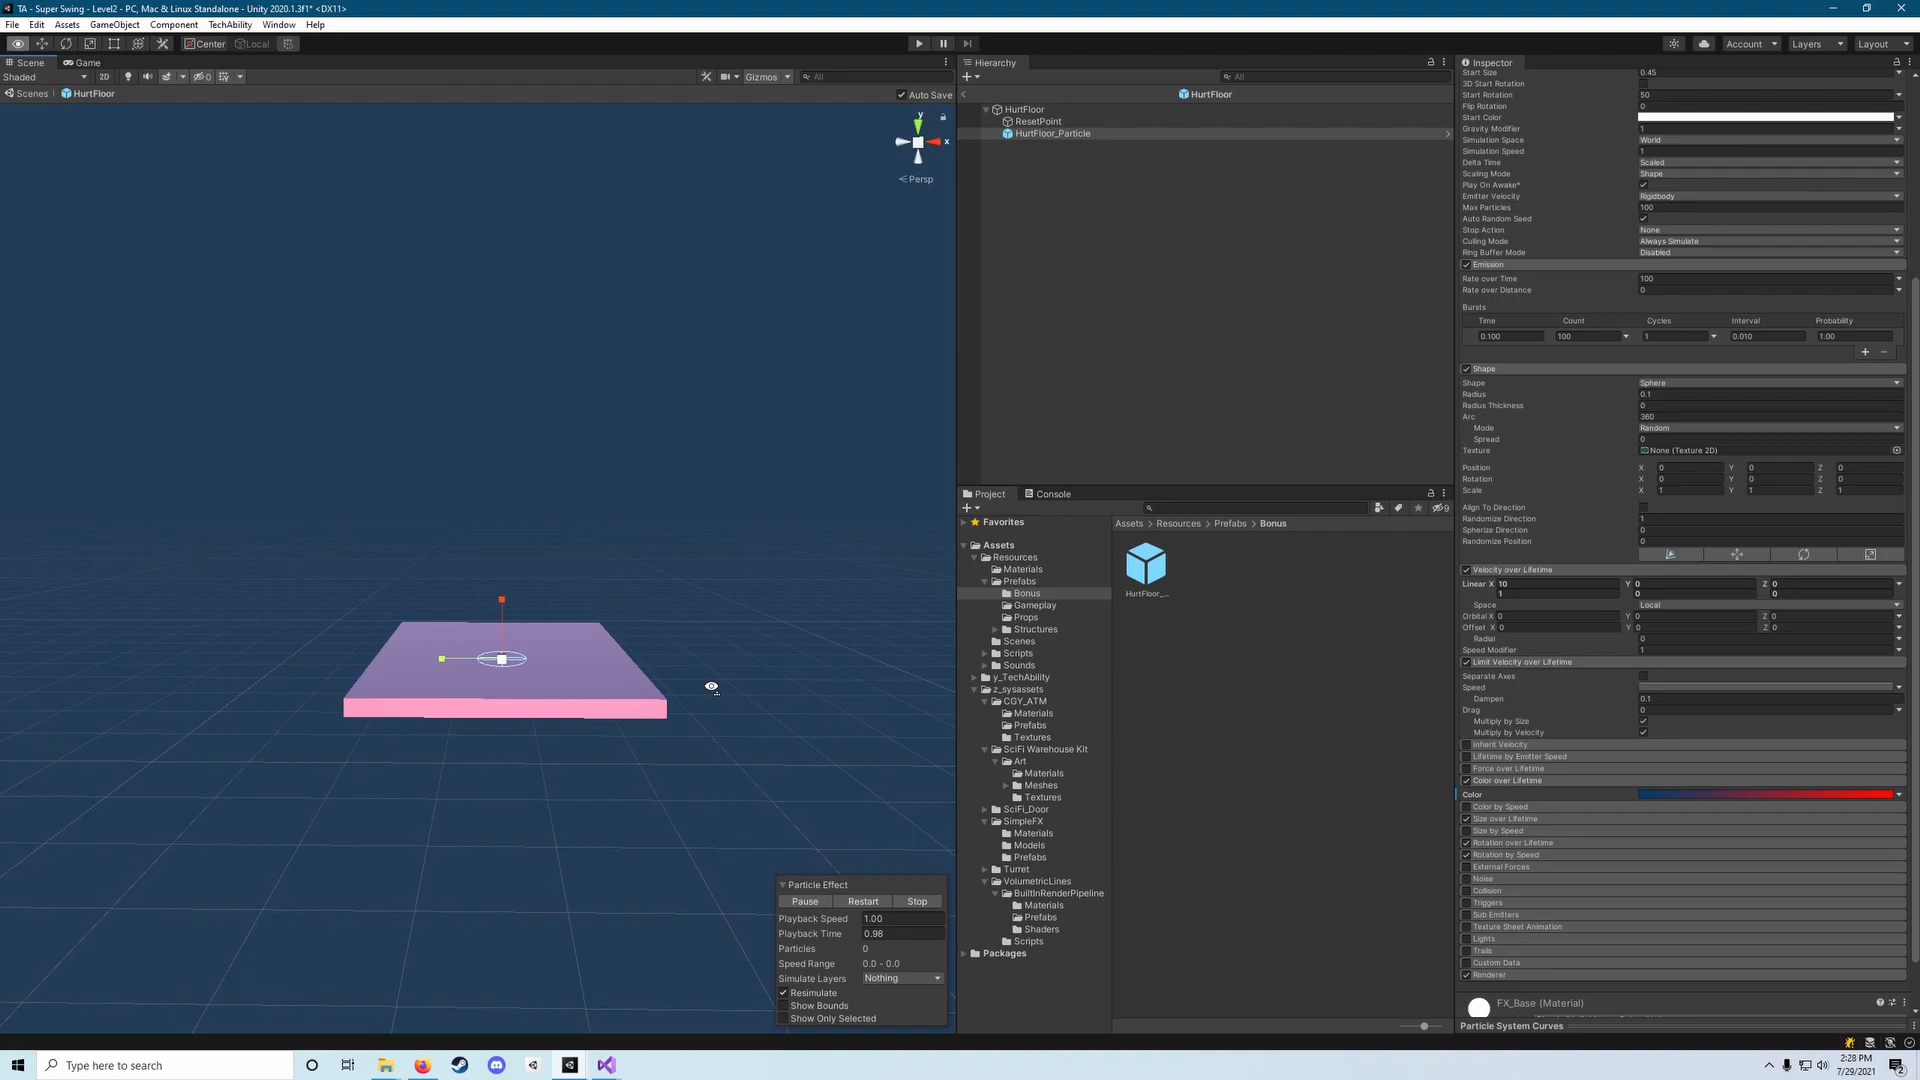 TA - Super Swing - Level2 - PC, Mac & Linux Standalone - Unity 2020.1.3f1* <DX11>
File Edit Assets GameObject Component TechAbility Window Help
Center Local Account Layers Layout
Scene Game
Shaded 2D 0 Gizmos All
Scenes HurtFloor Auto Save
y
x
Persp
Particle Effect
Pause Restart Stop
Playback Speed 1.00
Playback Time 0.98
Particles 0
Speed Range 0.0 - 0.0
Simulate Layers Nothing
Resimulate
Show Bounds
Show Only Selected
Hierarchy
All
HurtFloor
HurtFloor
ResetPoint
HurtFloor_Particle
Project Console
9
Favorites
Assets
Resources
Materials
Prefabs
Bonus
Gameplay
Props
Structures
Scenes
Scripts
Sounds
y_TechAbility
z_sysassets
CGY_ATM
Materials
Prefabs
Textures
SciFi Warehouse Kit
Art
Materials
Meshes
Textures
SciFi_Door
SimpleFX
Materials
Models
Prefabs
Turret
VolumetricLines
BuiltInRenderPipeline
Materials
Prefabs
Shaders
Scripts
Packages
Assets > Resources > Prefabs > Bonus
HurtFloor_...
Inspector
Start Size 0.45
3D Start Rotation
Start Rotation 50
Flip Rotation 0
Start Color
Gravity Modifier 1
Simulation Space World
Simulation Speed 1
Delta Time Scaled
Scaling Mode Shape
Play On Awake*
Emitter Velocity Rigidbody
Max Particles 100
Auto Random Seed
Stop Action None
Culling Mode Always Simulate
Ring Buffer Mode Disabled
Emission
Rate over Time 100
Rate over Distance 0
Bursts
Time Count Cycles Interval Probability
0.100 100 1 0.010 1.00
Shape
Shape Sphere
Radius 0.1
Radius Thickness 0
Arc 360
Mode Random
Spread 0
Texture None (Texture 2D)
Position X 0 Y 0 Z 0
Rotation X 0 Y 0 Z 0
Scale X 1 Y 1 Z 1
Align To Direction
Randomize Direction 1
Spherize Direction 0
Randomize Position 0
Velocity over Lifetime
Linear X 10 Y 0 Z 0
1 0 0
Space Local
Orbital X 0 Y 0 Z 0
Offset X 0 Y 0 Z 0
Radial 0
Speed Modifier 1
Limit Velocity over Lifetime
Separate Axes
Speed
Dampen 0.1
Drag 0
Multiply by Size
Multiply by Velocity
Inherit Velocity
Lifetime by Emitter Speed
Force over Lifetime
Color over Lifetime
Color
Color by Speed
Size over Lifetime
Size by Speed
Rotation over Lifetime
Rotation by Speed
External Forces
Noise
Collision
Triggers
Sub Emitters
Texture Sheet Animation
Lights
Trails
Custom Data
Renderer
FX_Base (Material)
Particle System Curves
Type here to search
2:28 PM
7/29/2021
2